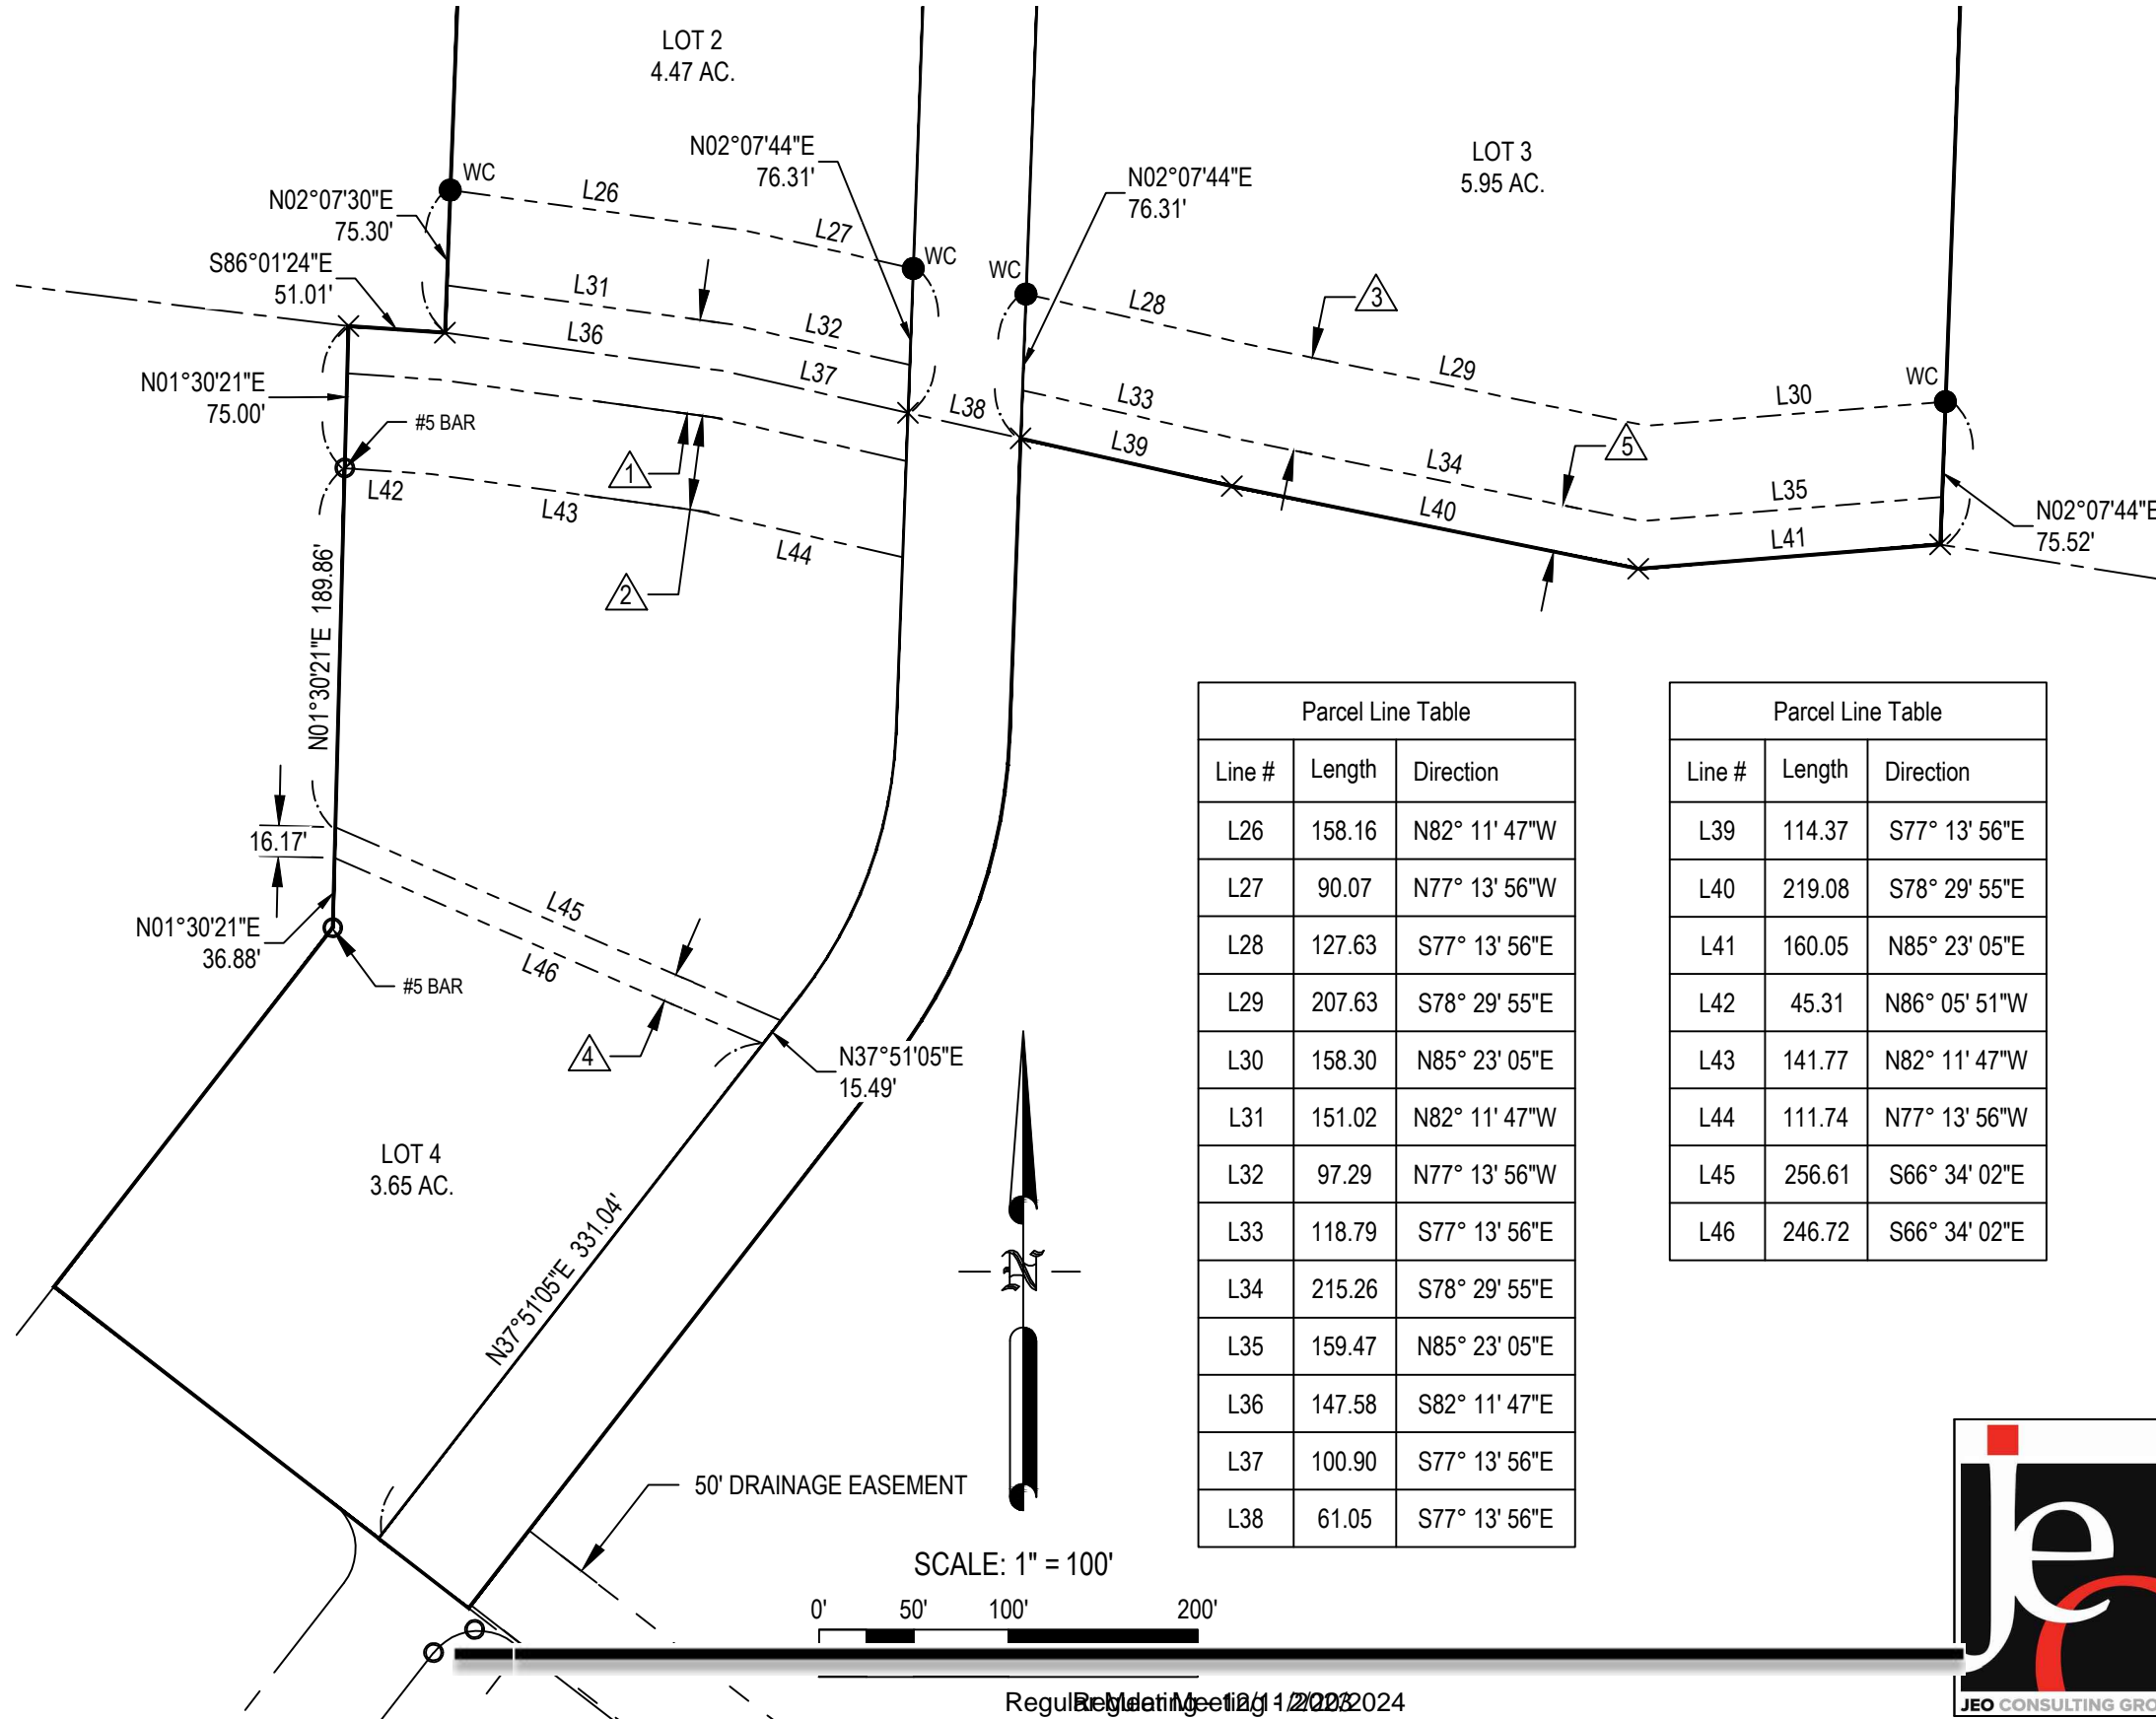 LOT 2
4.47 AC.
N02°07'44"E
76.31'
LOT 3
5.95 AC.
WC
L26
N02°07'30"E
75.30'
N02°07'44"E
76.31'
L27
WC
WC
S86°01'24"E
51.01'
L31
L28
3
L36
L32
L29
N01°30'21"E
75.00'
L37
L38
L33
WC
L30
#5 BAR
L39
5
1
L34
L42
L43
L35
L40
N02°07'44"E
75.52'
L44
L41
2
N01°30'21"E 189.86'
16.17'
L45
N01°30'21"E
36.88'
L46
#5 BAR
4
N37°51'05"E
15.49'
LOT 4
3.65 AC.
N37°51'05"E 331.04'
N
50' DRAINAGE EASEMENT
SCALE: 1" = 100'
0' 50' 100' 200'
Parcel Line Table
Line # Length Direction
L26 158.16 N82° 11' 47"W
L27 90.07 N77° 13' 56"W
L28 127.63 S77° 13' 56"E
L29 207.63 S78° 29' 55"E
L30 158.30 N85° 23' 05"E
L31 151.02 N82° 11' 47"W
L32 97.29 N77° 13' 56"W
L33 118.79 S77° 13' 56"E
L34 215.26 S78° 29' 55"E
L35 159.47 N85° 23' 05"E
L36 147.58 S82° 11' 47"E
L37 100.90 S77° 13' 56"E
L38 61.05 S77° 13' 56"E
Parcel Line Table
Line # Length Direction
L39 114.37 S77° 13' 56"E
L40 219.08 S78° 29' 55"E
L41 160.05 N85° 23' 05"E
L42 45.31 N86° 05' 51"W
L43 141.77 N82° 11' 47"W
L44 111.74 N77° 13' 56"W
L45 256.61 S66° 34' 02"E
L46 246.72 S66° 34' 02"E
jeo
JEO CONSULTING GRO